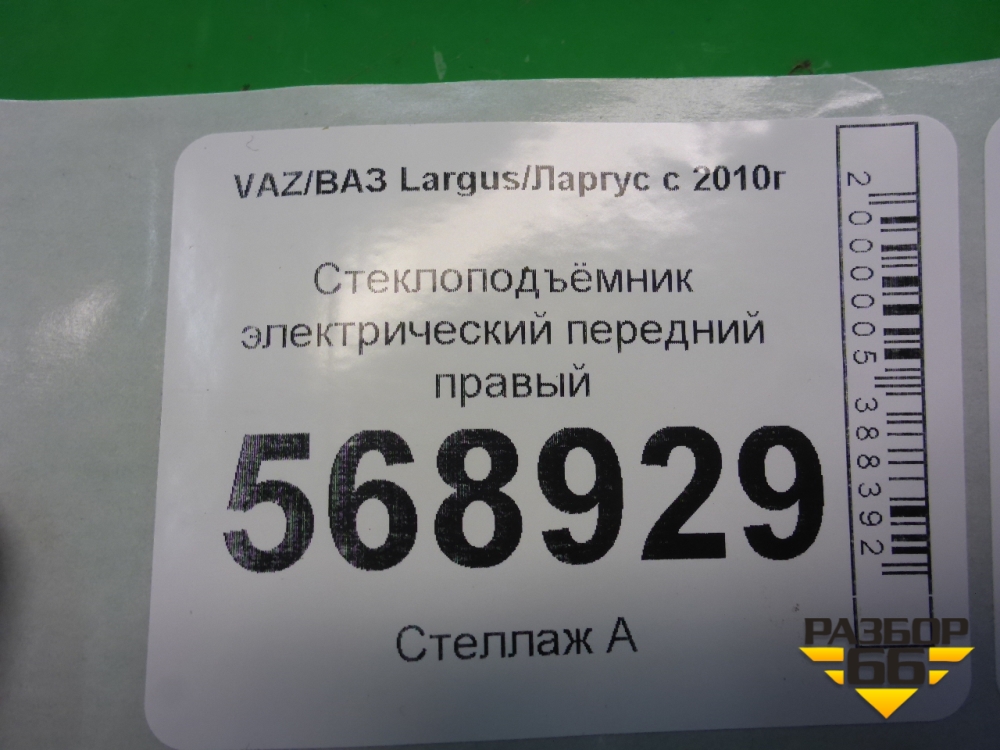 VAZ/ВАЗ Largus/Ларгус с 2010г
Стеклоподъёмник
электрический передний
правый
568929
Стеллаж А
2000005388392
РАЗБОР
66